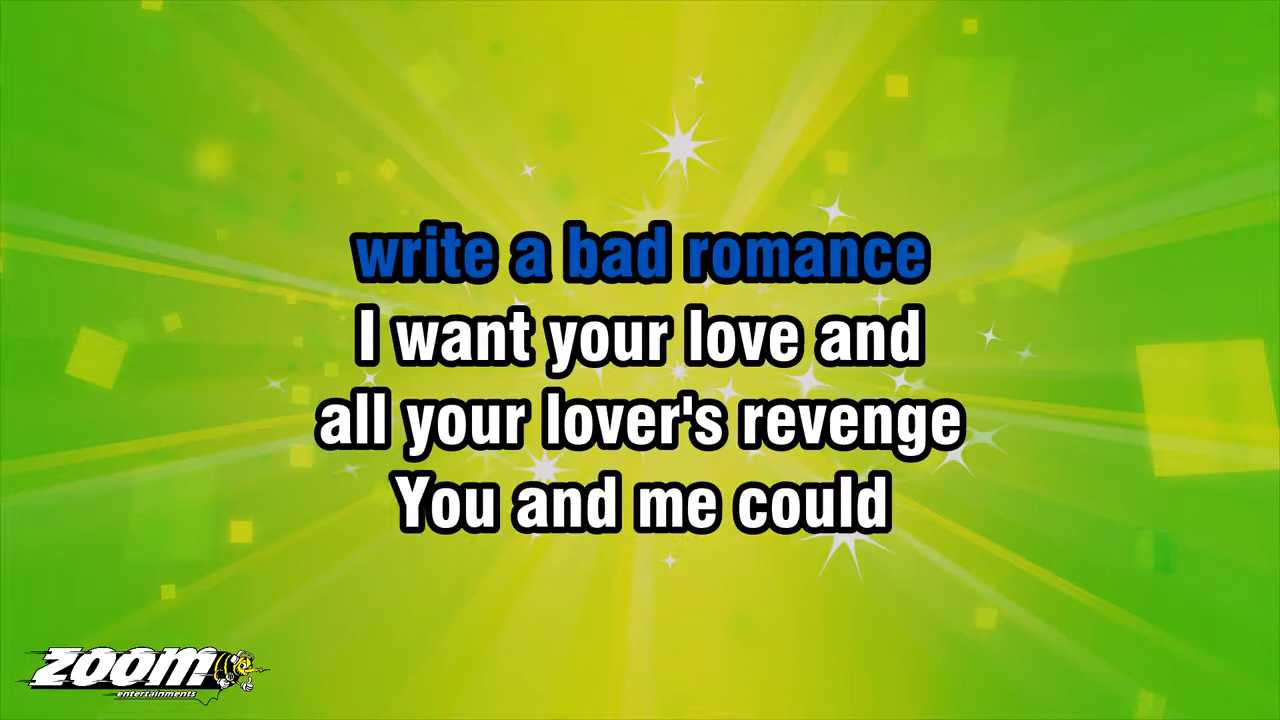 write a bad romance
I want your love and
all your lover's revenge
You and me could
ZOOM
entertainments